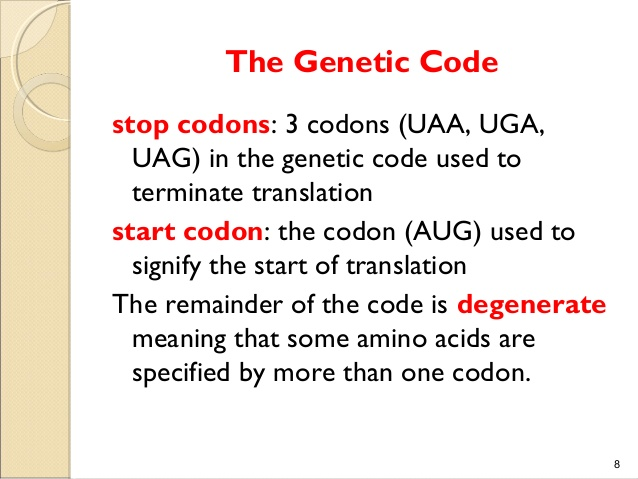 The Genetic Code
stop codons: 3 codons (UAA, UGA,
UAG) in the genetic code used to
terminate translation
start codon: the codon (AUG) used to
signify the start of translation
The remainder of the code is degenerate
meaning that some amino acids are
specified by more than one codon.
8